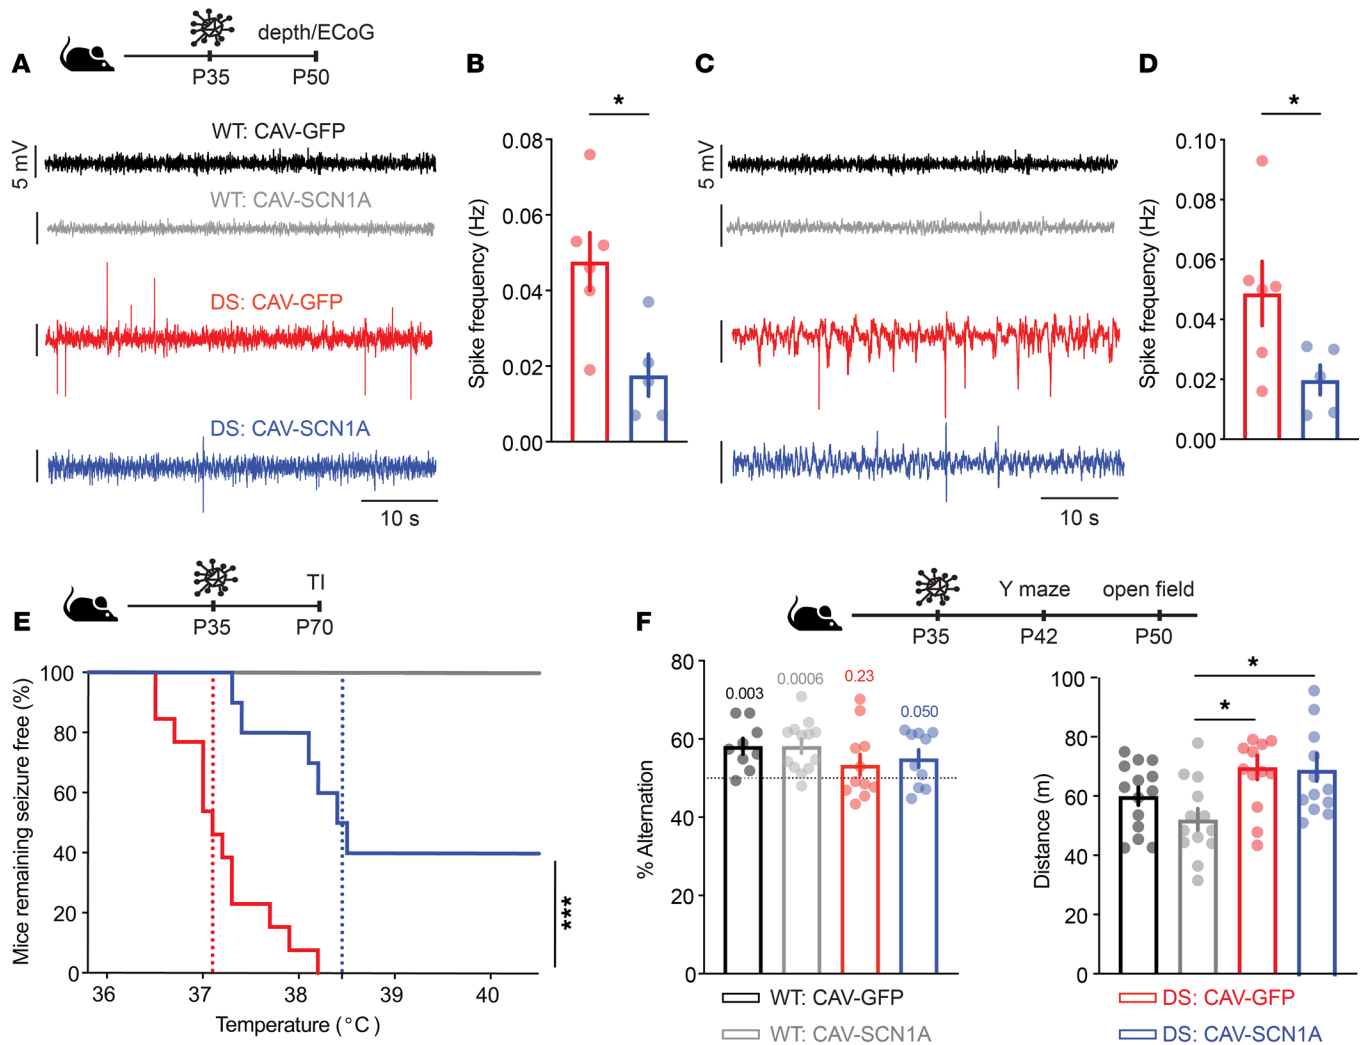 A
depth/ECoG
P35
P50
5 mV
WT: CAV-GFP
WT: CAV-SCN1A
DS: CAV-GFP
DS: CAV-SCN1A
10 s
B
*
Spike frequency (Hz)
0.08
0.06
0.04
0.02
0.00
C
5 mV
10 s
D
*
Spike frequency (Hz)
0.10
0.08
0.06
0.04
0.02
0.00
E
TI
P35
P70
Mice remaining seizure free (%)
100
80
60
40
20
0
36
37
38
39
40
Temperature (°C)
***
F
Y maze
open field
P35
P42
P50
% Alternation
80
60
40
20
0
0.003
0.0006
0.23
0.050
Distance (m)
100
80
60
40
20
0
*
*
WT: CAV-GFP
WT: CAV-SCN1A
DS: CAV-GFP
DS: CAV-SCN1A